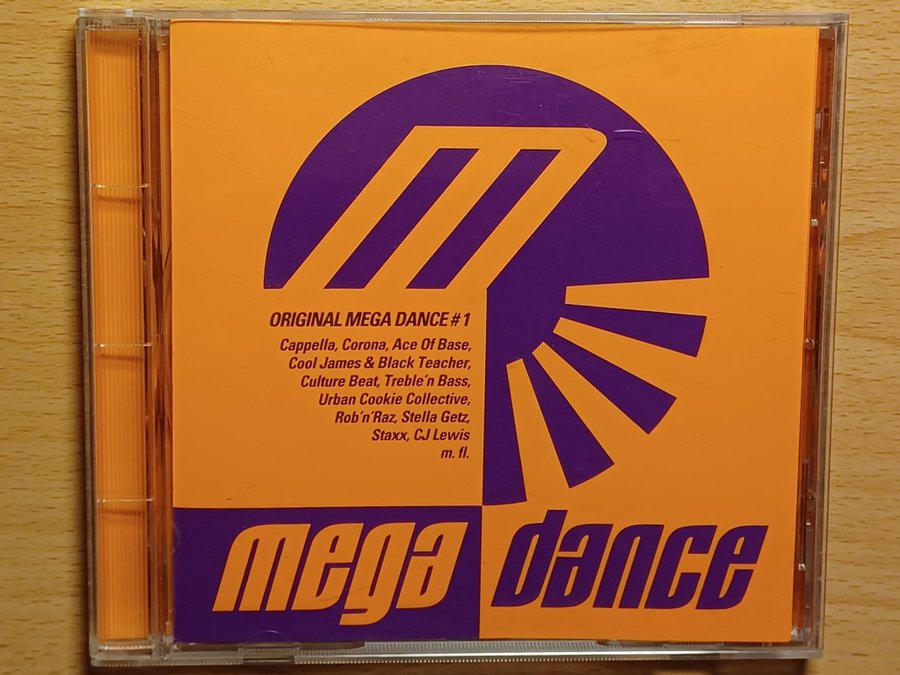 m
ORIGINAL MEGA DANCE #1
Cappella, Corona, Ace Of Base,
Cool James & Black Teacher,
Culture Beat, Treble'n Bass,
Urban Cookie Collective,
Rob'n'Raz, Stella Getz,
Staxx, CJ Lewis
m. fl.
mega dance